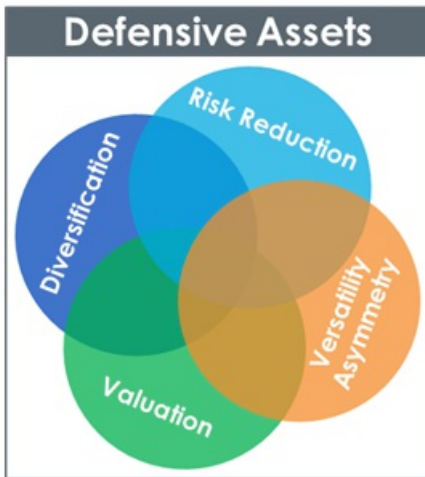 Defensive Assets
Risk Reduction
Diversification
Versatility
Asymmetry
Valuation